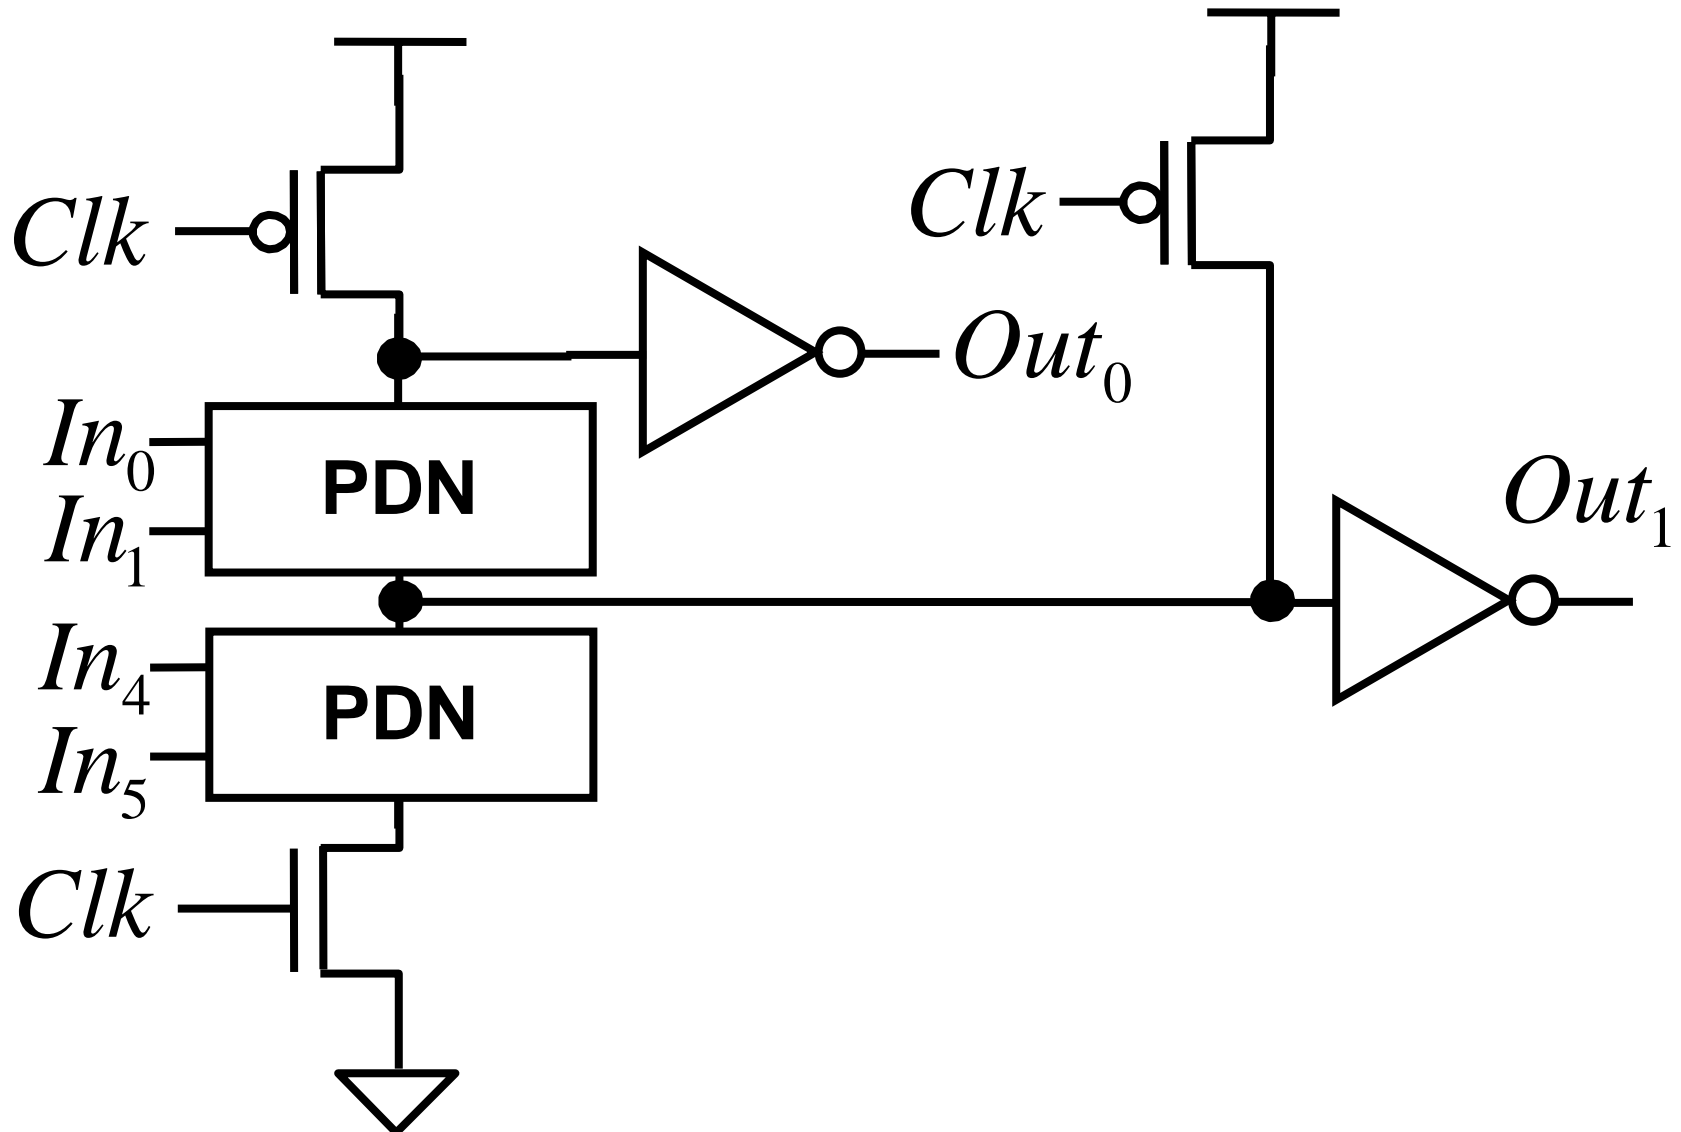 Clk
Clk
Out₀
In₀
PDN
In₁
Out₁
In₄
PDN
In₅
Clk